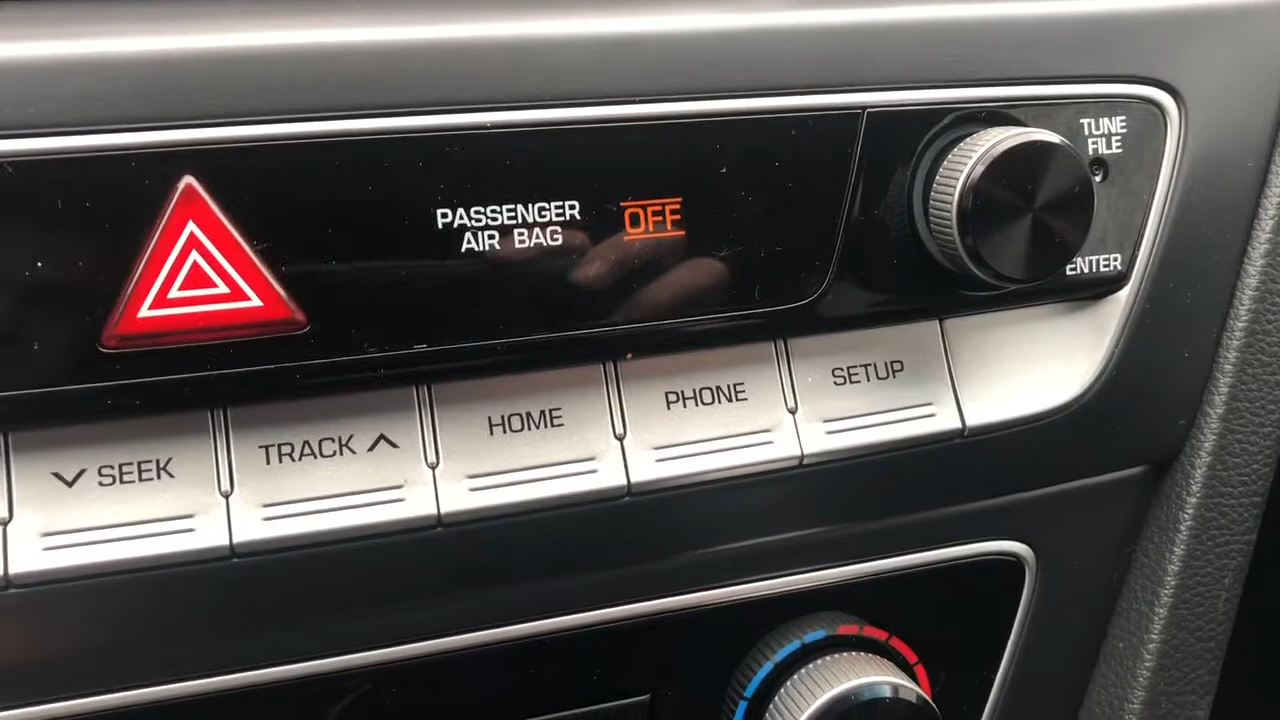 PASSENGER
AIR BAG
OFF
TUNE
FILE
ENTER
SEEK
TRACK
HOME
PHONE
SETUP